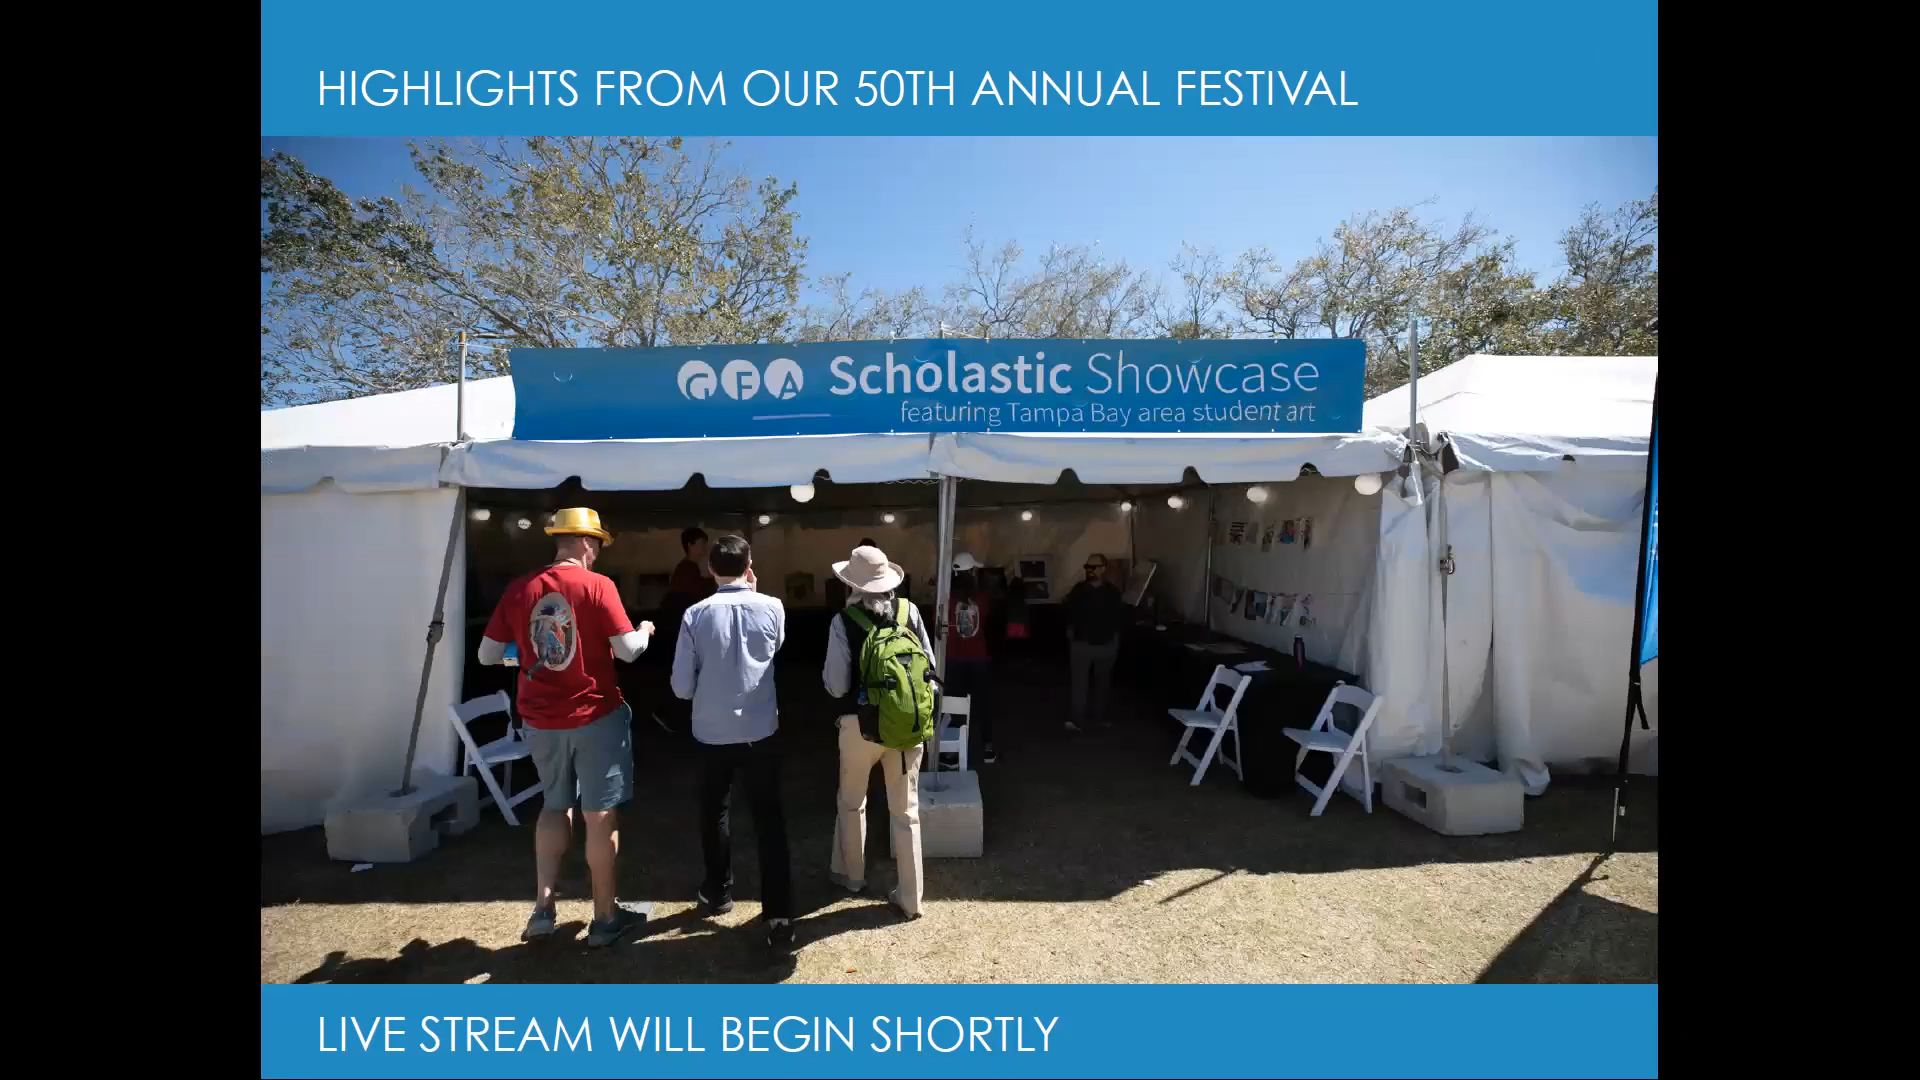 HIGHLIGHTS FROM OUR 50TH ANNUAL FESTIVAL
GFA Scholastic Showcase
featuring Tampa Bay area student art
LIVE STREAM WILL BEGIN SHORTLY